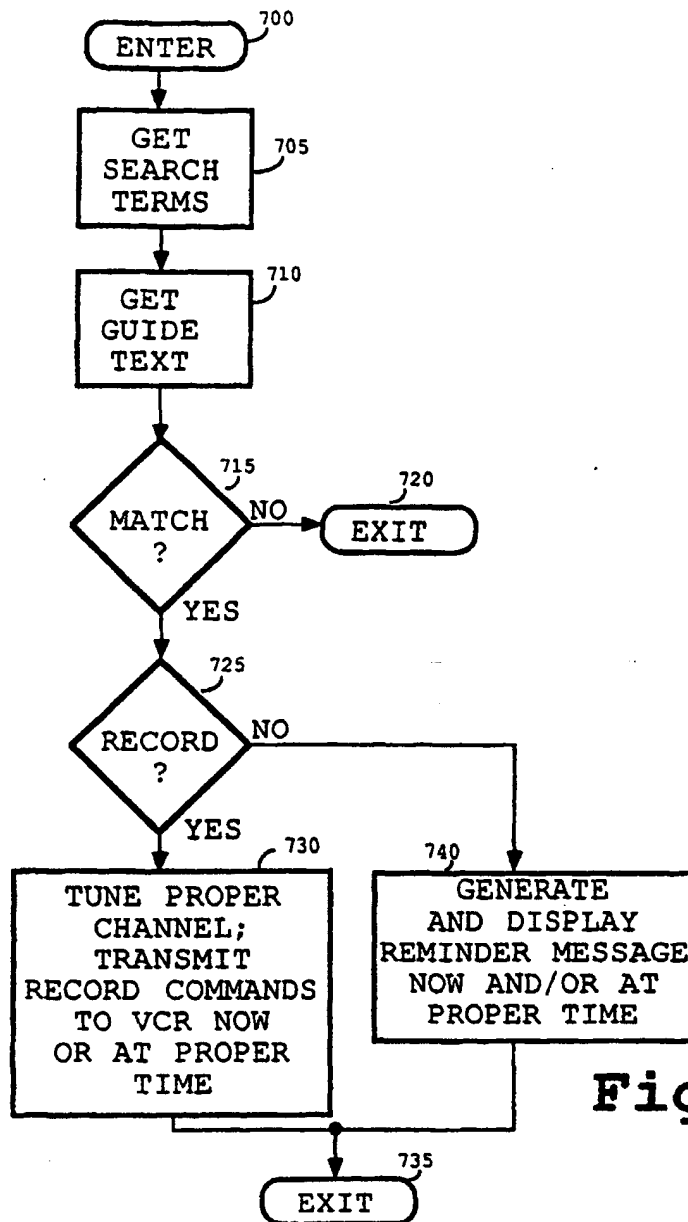 700
ENTER
705
GET
SEARCH
TERMS
710
GET
GUIDE
TEXT
715
MATCH
?
NO
720
EXIT
YES
725
RECORD
?
NO
YES
730
TUNE PROPER
CHANNEL;
TRANSMIT
RECORD COMMANDS
TO VCR NOW
OR AT PROPER
TIME
740
GENERATE
AND DISPLAY
REMINDER MESSAGE
NOW AND/OR AT
PROPER TIME
Fig
735
EXIT